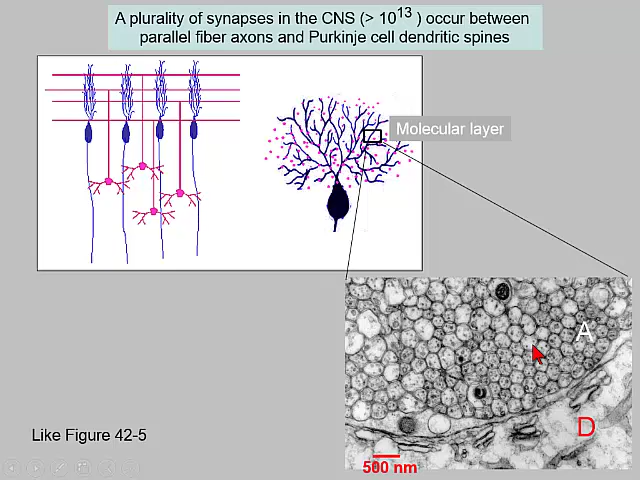 A plurality of synapses in the CNS (> 10¹³ ) occur between
parallel fiber axons and Purkinje cell dendritic spines
Molecular layer
A
D
500 nm
Like Figure 42-5